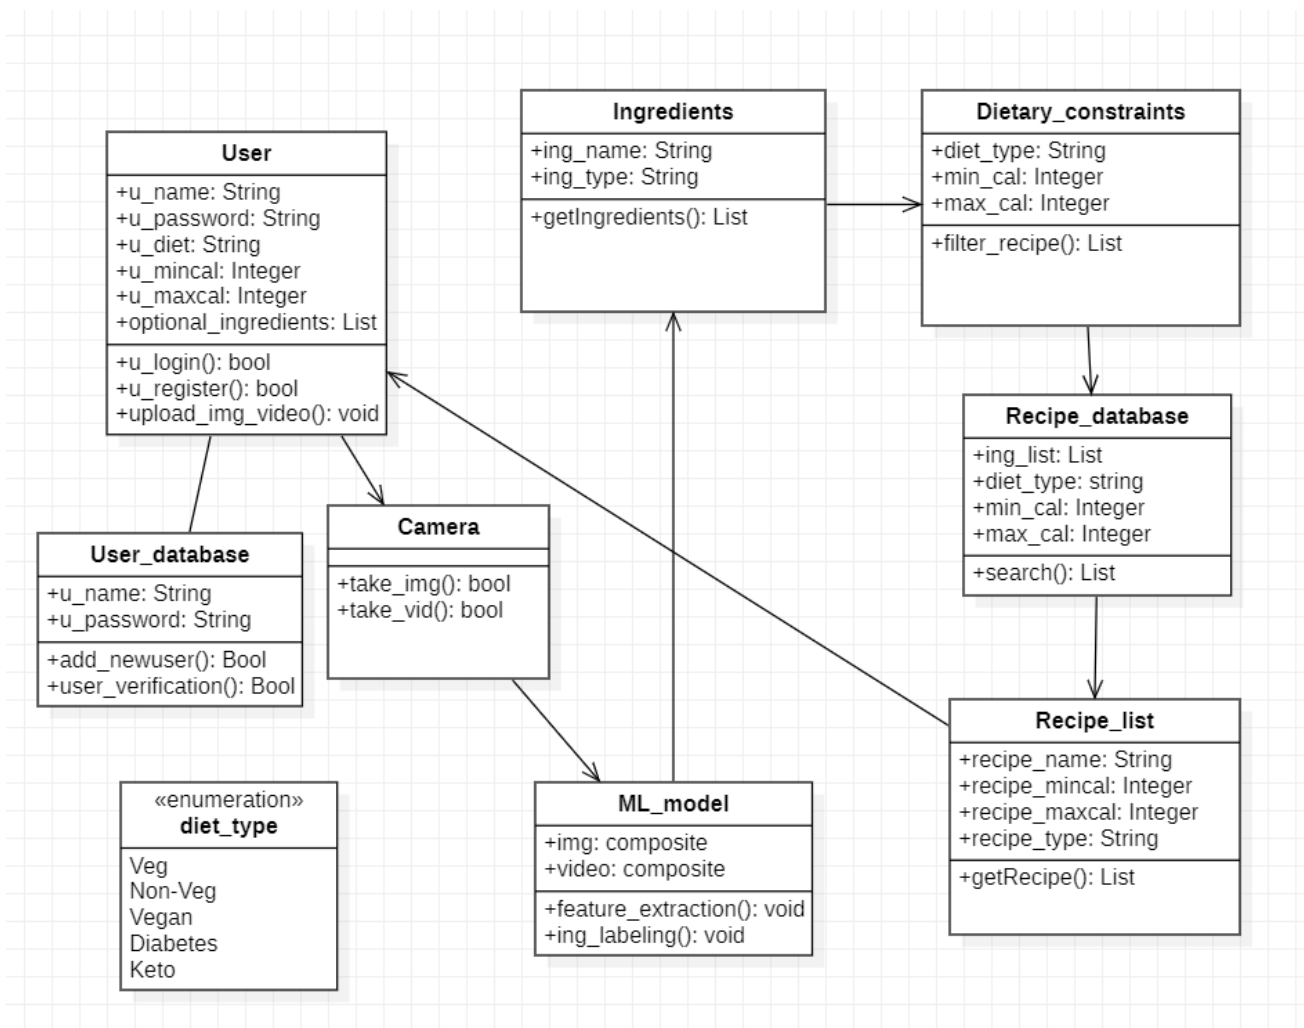 User
+u_name: String
+u_password: String
+u_diet: String
+u_mincal: Integer
+u_maxcal: Integer
+optional_ingredients: List
+u_login(): bool
+u_register(): bool
+upload_img_video(): void
Ingredients
+ing_name: String
+ing_type: String
+getIngredients(): List
Dietary_constraints
+diet_type: String
+min_cal: Integer
+max_cal: Integer
+filter_recipe(): List
Recipe_database
+ing_list: List
+diet_type: string
+min_cal: Integer
+max_cal: Integer
+search(): List
User_database
+u_name: String
+u_password: String
+add_newuser(): Bool
+user_verification(): Bool
Camera
+take_img(): bool
+take_vid(): bool
Recipe_list
+recipe_name: String
+recipe_mincal: Integer
+recipe_maxcal: Integer
+recipe_type: String
+getRecipe(): List
«enumeration»
diet_type
Veg
Non-Veg
Vegan
Diabetes
Keto
ML_model
+img: composite
+video: composite
+feature_extraction(): void
+ing_labeling(): void